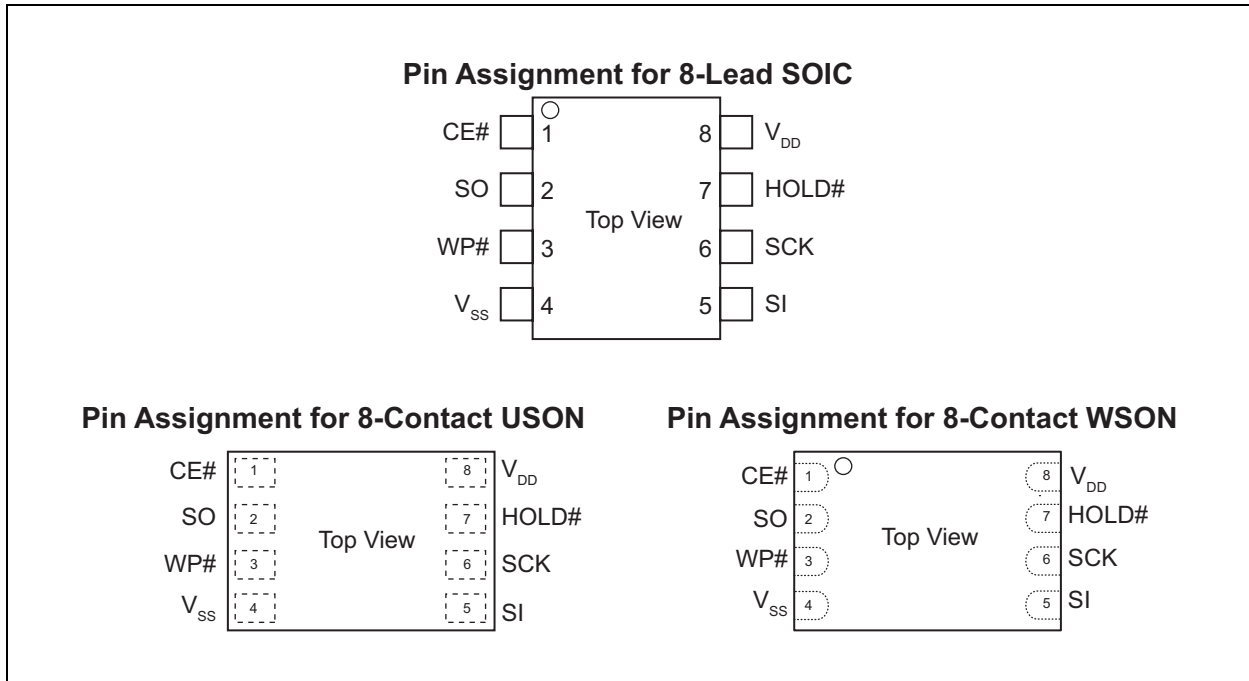 Pin Assignment for 8-Lead SOIC
CE# 1 8 VDD
SO 2 7 HOLD#
Top View
WP# 3 6 SCK
VSS 4 5 SI
Pin Assignment for 8-Contact USON
CE# 1 8 VDD
SO 2 7 HOLD#
Top View
WP# 3 6 SCK
VSS 4 5 SI
Pin Assignment for 8-Contact WSON
CE# 1 8 VDD
SO 2 7 HOLD#
Top View
WP# 3 6 SCK
VSS 4 5 SI